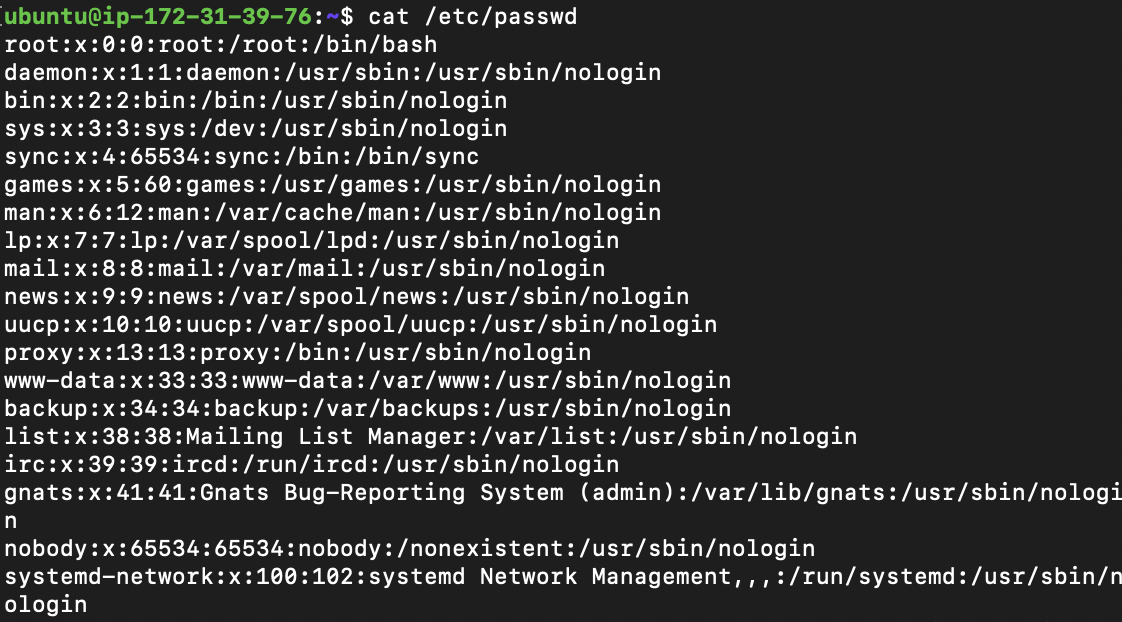 [ubuntu@ip-172-31-39-76:~$ cat /etc/passwd
root:x:0:0:root:/root:/bin/bash
daemon:x:1:1:daemon:/usr/sbin:/usr/sbin/nologin
bin:x:2:2:bin:/bin:/usr/sbin/nologin
sys:x:3:3:sys:/dev:/usr/sbin/nologin
sync:x:4:65534:sync:/bin:/bin/sync
games:x:5:60:games:/usr/games:/usr/sbin/nologin
man:x:6:12:man:/var/cache/man:/usr/sbin/nologin
lp:x:7:7:lp:/var/spool/lpd:/usr/sbin/nologin
mail:x:8:8:mail:/var/mail:/usr/sbin/nologin
news:x:9:9:news:/var/spool/news:/usr/sbin/nologin
uucp:x:10:10:uucp:/var/spool/uucp:/usr/sbin/nologin
proxy:x:13:13:proxy:/bin:/usr/sbin/nologin
www-data:x:33:33:www-data:/var/www:/usr/sbin/nologin
backup:x:34:34:backup:/var/backups:/usr/sbin/nologin
list:x:38:38:Mailing List Manager:/var/list:/usr/sbin/nologin
irc:x:39:39:ircd:/run/ircd:/usr/sbin/nologin
gnats:x:41:41:Gnats Bug-Reporting System (admin):/var/lib/gnats:/usr/sbin/nologi
n
nobody:x:65534:65534:nobody:/nonexistent:/usr/sbin/nologin
systemd-network:x:100:102:systemd Network Management,,,:/run/systemd:/usr/sbin/n
ologin